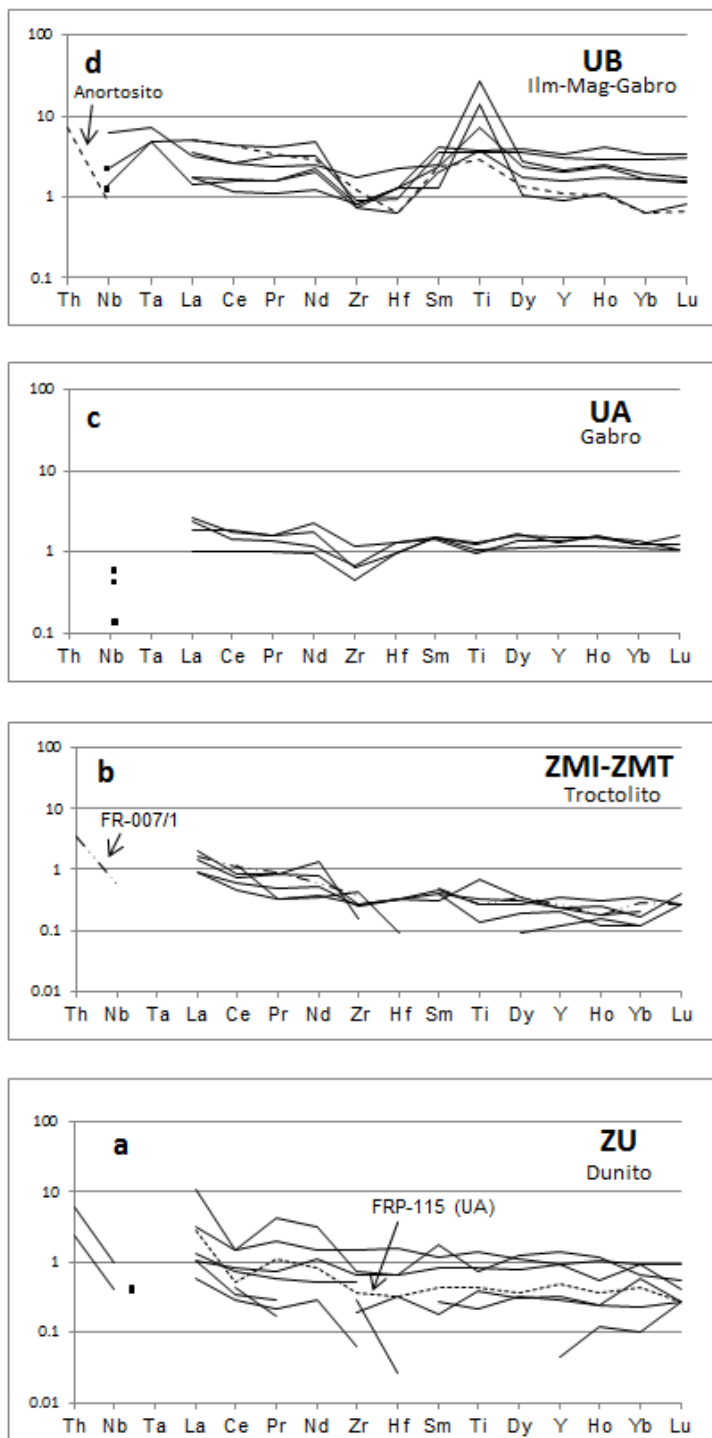 100
10
1
0.1
d
UB
Ilm-Mag-Gabro
Anortosito
Th Nb Ta La Ce Pr Nd Zr Hf Sm Ti Dy Y Ho Yb Lu
100
10
1
0.1
c
UA
Gabro
Th Nb Ta La Ce Pr Nd Zr Hf Sm Ti Dy Y Ho Yb Lu
100
10
1
0.1
0.01
b
ZMI-ZMT
Troctolito
FR-007/1
Th Nb Ta La Ce Pr Nd Zr Hf Sm Ti Dy Y Ho Yb Lu
100
10
1
0.1
0.01
a
ZU
Dunito
FRP-115 (UA)
Th Nb Ta La Ce Pr Nd Zr Hf Sm Ti Dy Y Ho Yb Lu